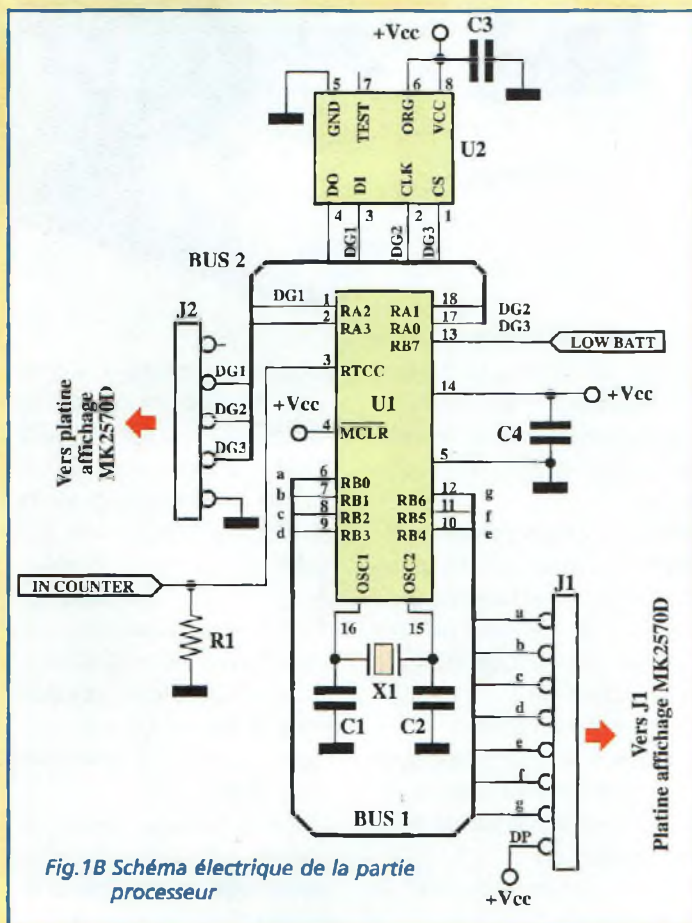 +Vcc
C3
5 7 6 8
GND TEST ORG VCC
U2
DO DI CLK CS
4 3 2 1
DG1 DG2 DG3
BUS 2
DG1 1 RA2 RA1 18 DG2
2 RA3 RA0 17 DG3
RB7 13 LOW BATT
J2
3 RTCC
DG1
DG2
DG3
Vers platine
affichage
MK2570D
U1
14 +Vcc
+Vcc
4 MCLR
C4
5
a 6 RB0 RB6 12 g
b 7 RB1 RB5 11 f
c 8 RB2 RB4 10 e
d 9 RB3
OSC1 OSC2
IN COUNTER
R1
16 15
X1
C1 C2
J1
u
b
c
d
e
f
g
DP
+Vcc
Vers J1
Platine affichage MK2570D
BUS 1
Fig.1B Schéma électrique de la partie
processeur